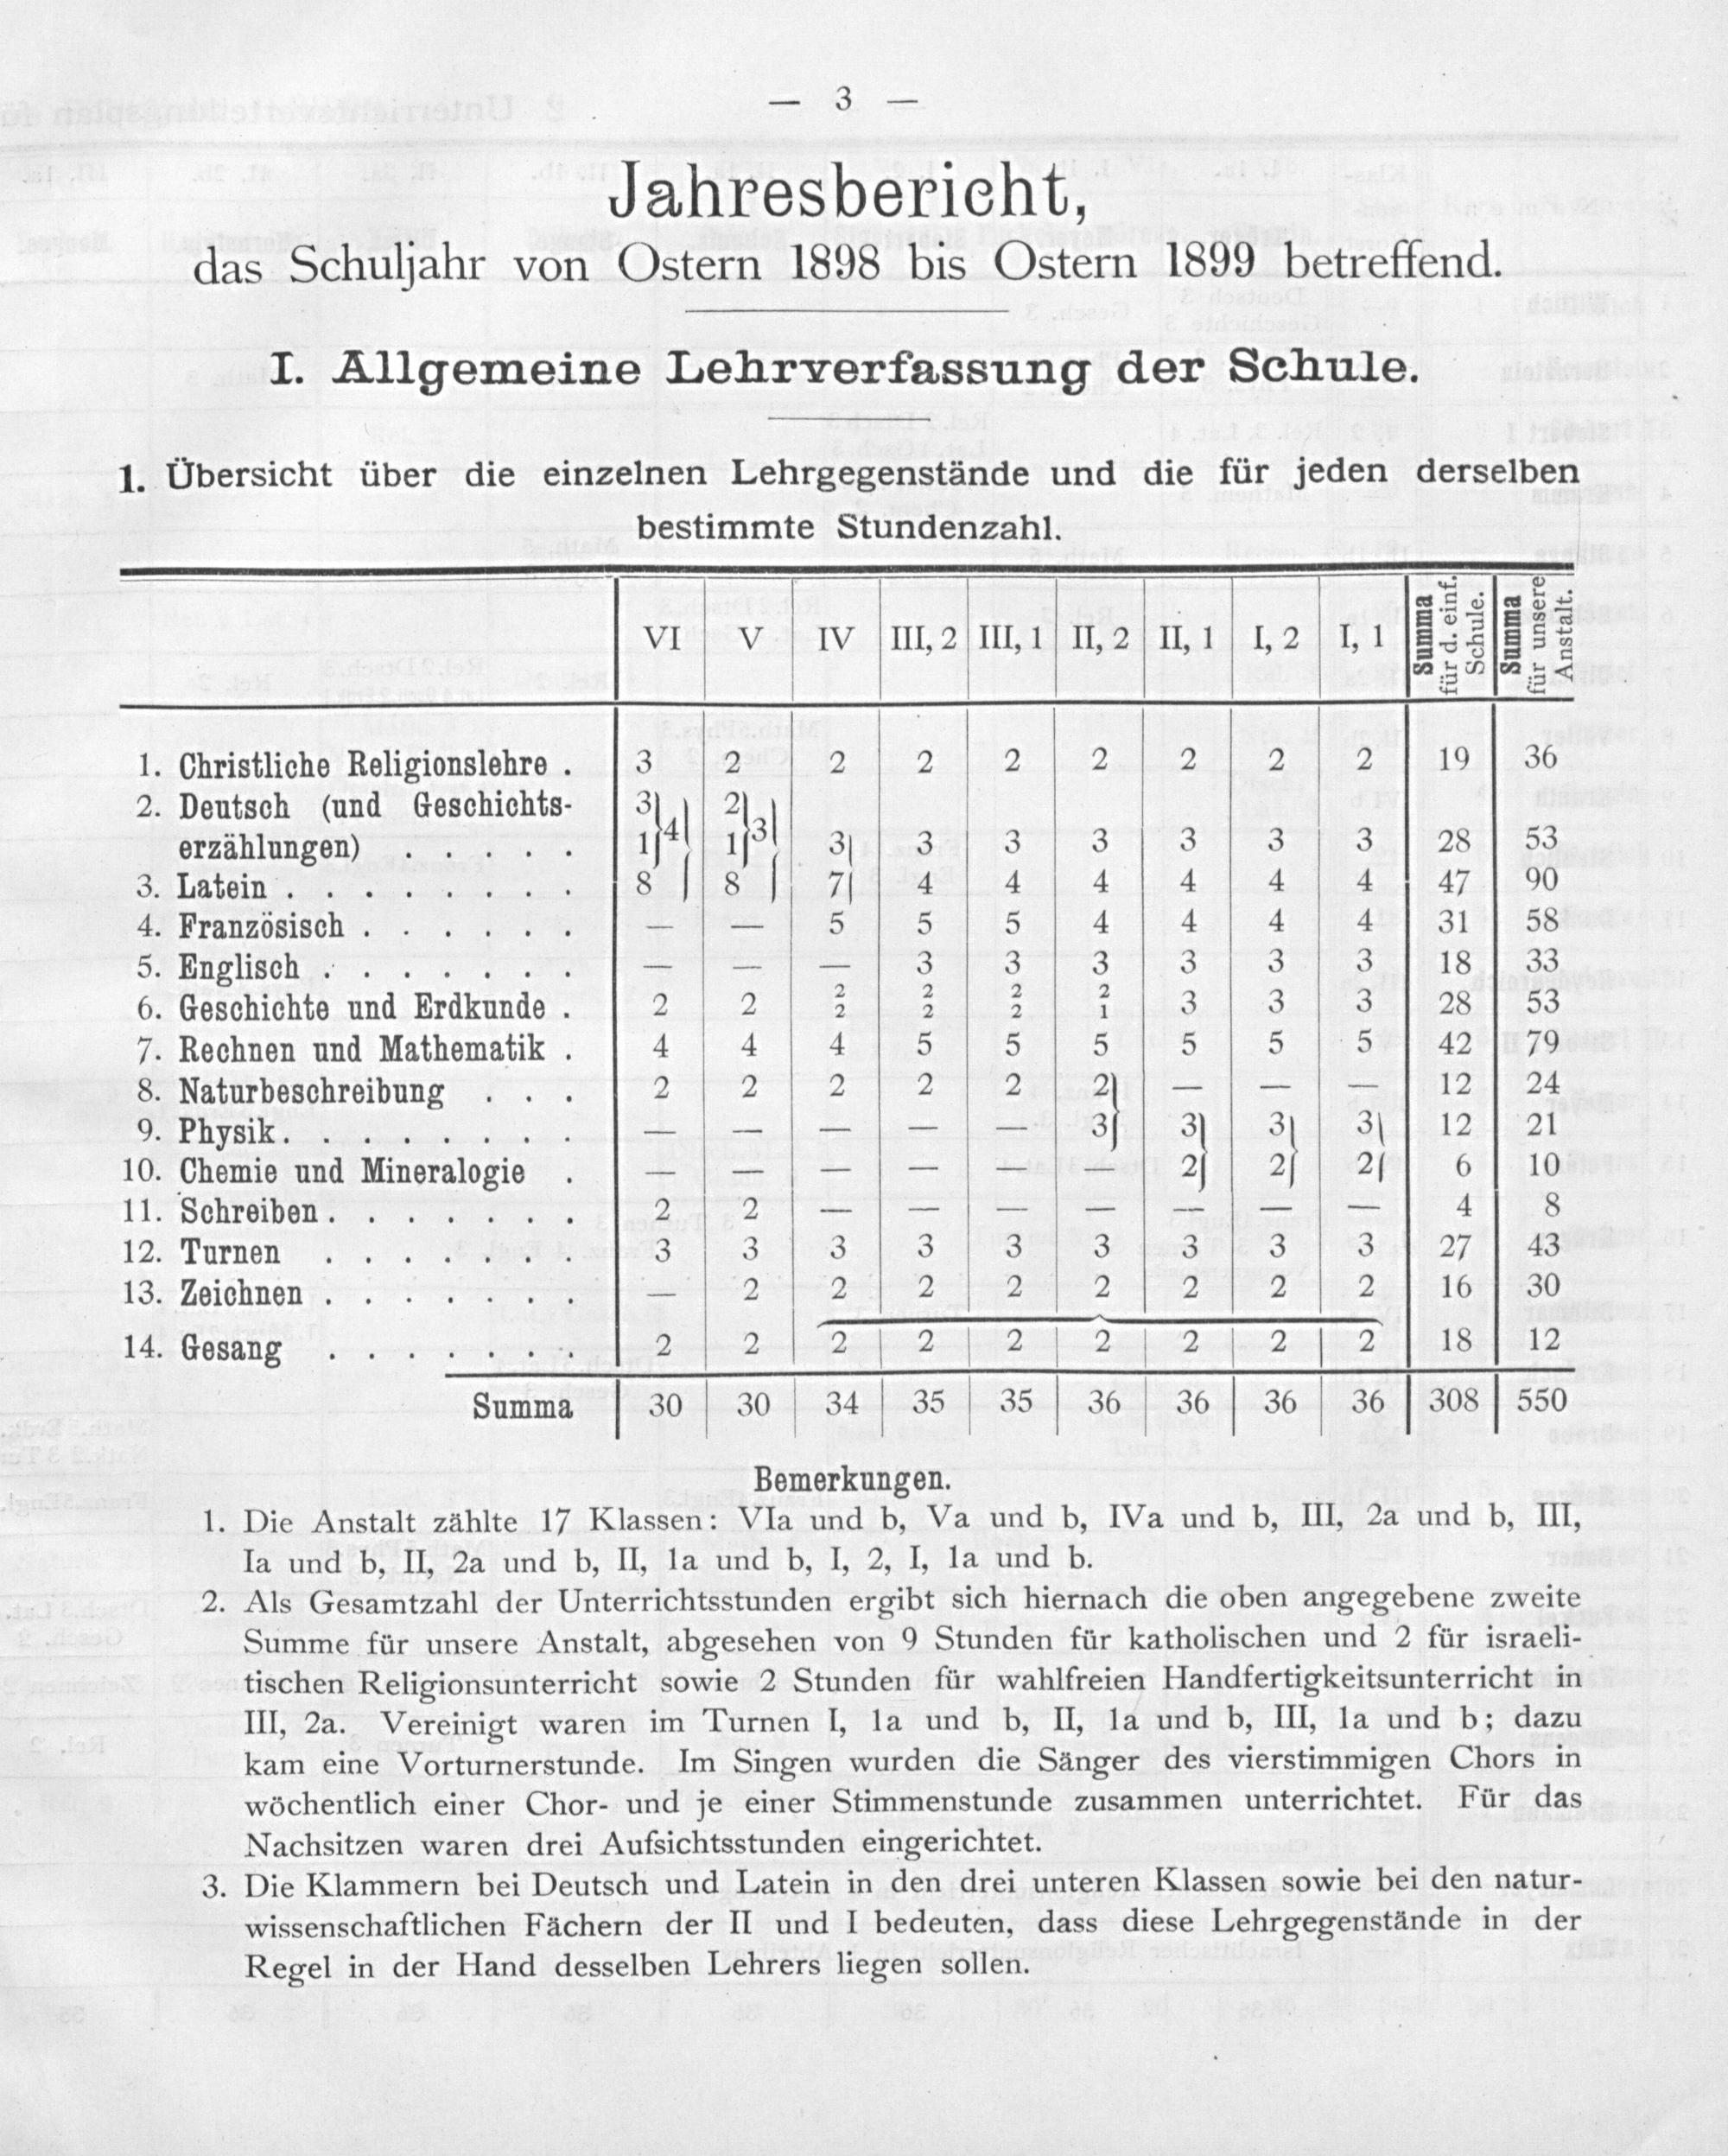 — 3 —
Jahresbericht,
das Schuljahr von Ostern 1898 bis Ostern 1899 betreffend.
I. Allgemeine Lehrverfassung der Schule.
1. Übersicht über die einzelnen Lehrgegenstände und die für jeden derselben
bestimmte Stundenzahl.
VI V IV III, 2 III, 1 II, 2 II, 1 I, 2 I, 1 Summa für d. einf. Schule. Summa für unsere Anstalt.
1. Christliche Religionslehre . 3 2 2 2 2 2 2 2 2 19 36
2. Deutsch (und Geschichts- 3 } 4 2 } 3
erzählungen) . . . . . 1 1 3 3 3 3 3 3 3 28 53
3. Latein . . . . . . . . 8 8 7 4 4 4 4 4 4 47 90
4. Französisch . . . . . . — — 5 5 5 4 4 4 4 31 58
5. Englisch . . . . . . . — — — 3 3 3 3 3 3 18 33
6. Geschichte und Erdkunde . 2 2 2/2 2/2 2/2 2/1 3 3 3 28 53
7. Rechnen und Mathematik . 4 4 4 5 5 5 5 5 5 42 79
8. Naturbeschreibung . . . 2 2 2 2 2 2} — — — 12 24
9. Physik . . . . . . . . — — — — — 3} 3} 3} 3} 12 21
10. Chemie und Mineralogie . — — — — — — 2} 2} 2} 6 10
11. Schreiben . . . . . . . 2 2 — — — — — — — 4 8
12. Turnen . . . . . . . 3 3 3 3 3 3 3 3 3 27 43
13. Zeichnen . . . . . . . — 2 2 2 2 2 2 2 2 16 30
14. Gesang . . . . . . . 2 2 2 2 2 2 2 2 2 18 12
Summa 30 30 34 35 35 36 36 36 36 308 550
Bemerkungen.
1. Die Anstalt zählte 17 Klassen: VIa und b, Va und b, IVa und b, III, 2a und b, III,
Ia und b, II, 2a und b, II, 1a und b, I, 2, I, 1a und b.
2. Als Gesamtzahl der Unterrichtsstunden ergibt sich hiernach die oben angegebene zweite
Summe für unsere Anstalt, abgesehen von 9 Stunden für katholischen und 2 für israeli-
tischen Religionsunterricht sowie 2 Stunden für wahlfreien Handfertigkeitsunterricht in
III, 2a. Vereinigt waren im Turnen I, 1a und b, II, 1a und b, III, 1a und b; dazu
kam eine Vorturnerstunde. Im Singen wurden die Sänger des vierstimmigen Chors in
wöchentlich einer Chor- und je einer Stimmenstunde zusammen unterrichtet. Für das
Nachsitzen waren drei Aufsichtsstunden eingerichtet.
3. Die Klammern bei Deutsch und Latein in den drei unteren Klassen sowie bei den natur-
wissenschaftlichen Fächern der II und I bedeuten, dass diese Lehrgegenstände in der
Regel in der Hand desselben Lehrers liegen sollen.